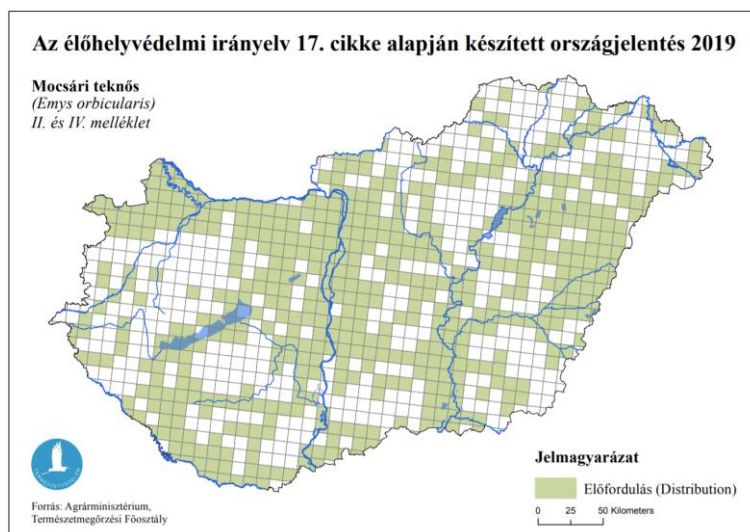 Az élőhelyvédelmi irányelv 17. cikke alapján készített országjelentés 2019
Mocsári teknős
(Emys orbicularis)
II. és IV. melléklet
Jelmagyarázat
Előfordulás (Distribution)
0 25 50 Kilometers
TERMÉSZETVÉDELEM
Forrás: Agrárminisztérium,
Természetmegőrzési Főosztály